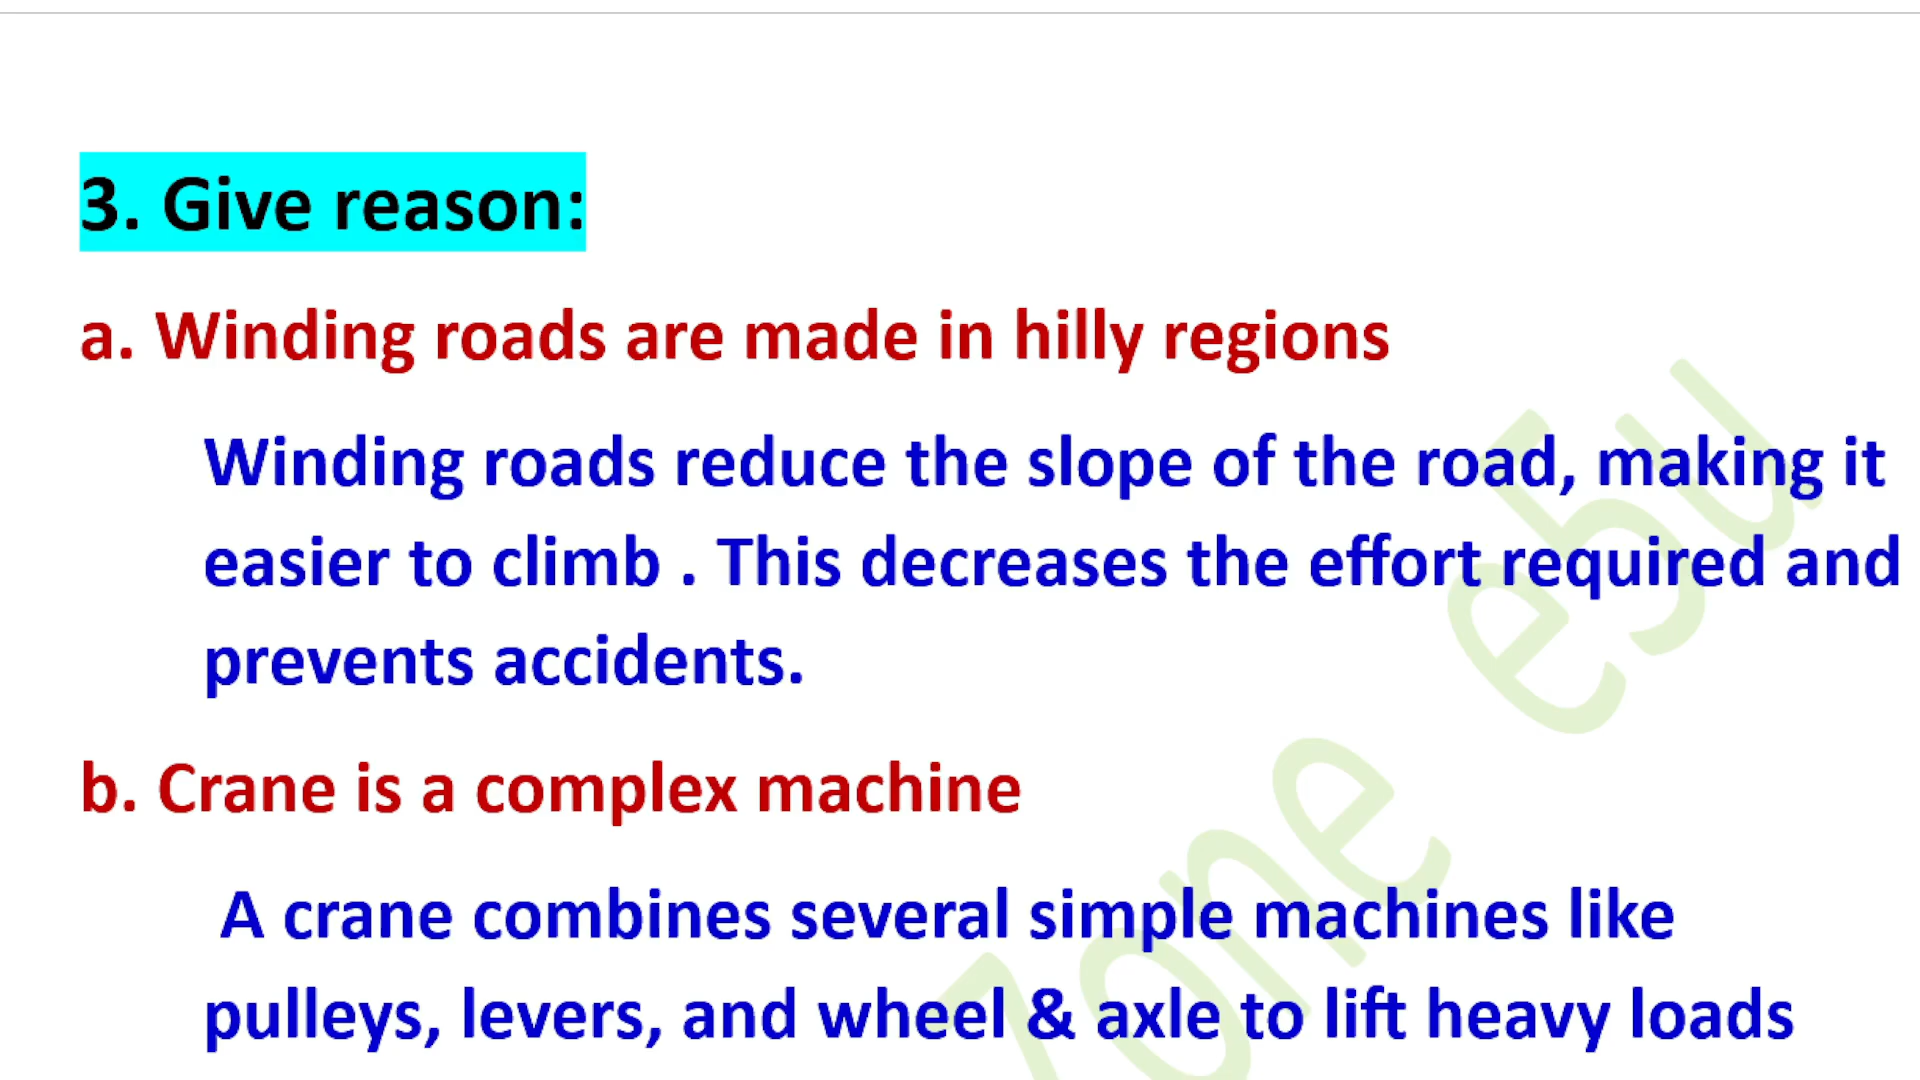 3. Give reason:
a. Winding roads are made in hilly regions
Winding roads reduce the slope of the road, making it
easier to climb . This decreases the effort required and
prevents accidents.
b. Crane is a complex machine
A crane combines several simple machines like
pulleys, levers, and wheel & axle to lift heavy loads
Zone e5u